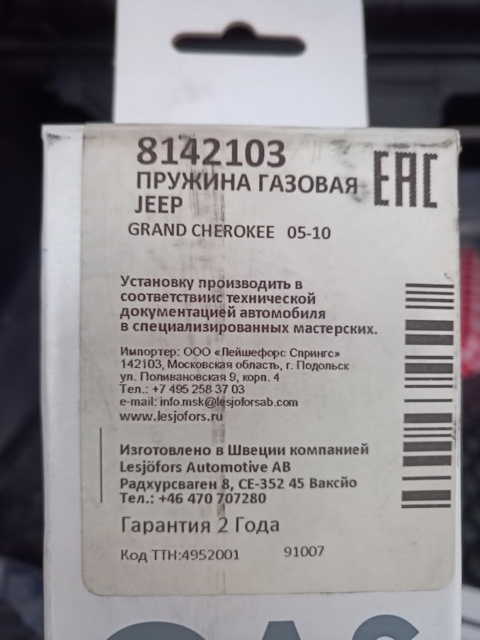 8142103
ПРУЖИНА ГАЗОВАЯ
JEEP
GRAND CHEROKEE 05-10
EAC
Установку производить в
соответствиис технической
документацией автомобиля
в специализированных мастерских.
Импортер: ООО «Лейшефорс Спрингс»
142103, Московская область, г. Подольск
ул. Поливановская 9, корп. 4
Тел.: +7 495 258 37 03
e-mail: info.msk@lesjoforsab.com
www.lesjofors.ru
Изготовлено в Швеции компанией
Lesjöfors Automotive AB
Радхурсваген 8, CE-352 45 Ваксйо
Тел.: +46 470 707280
Гарантия 2 Года
Код ТТН:4952001 91007
GAS